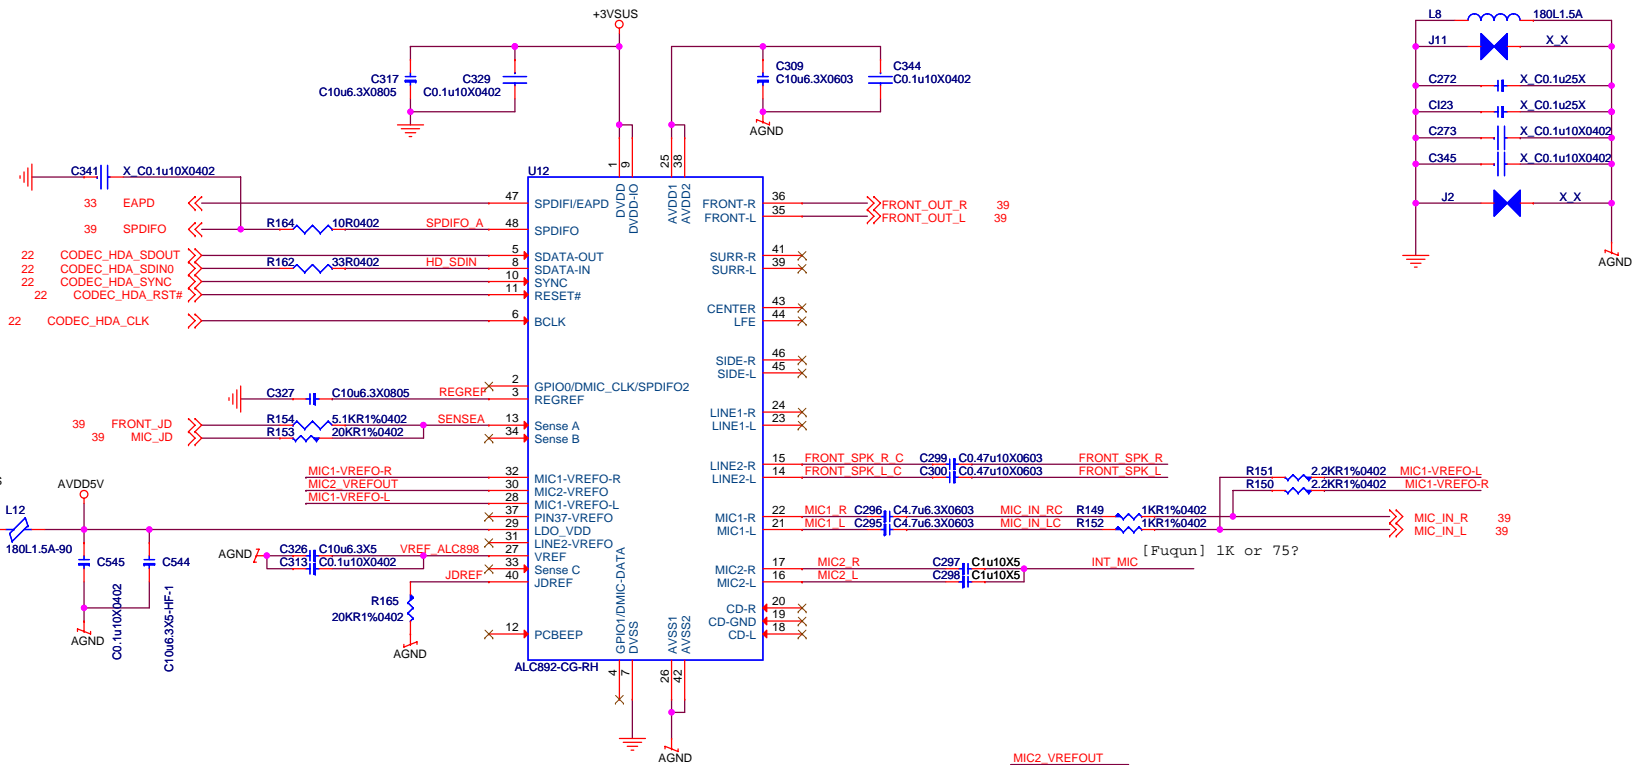 +3VSUS
C317
C10u6.3X0805
C329
C0.1u10X0402
C309
C10u6.3X0603
C344
C0.1u10X0402
AGND
L8 180L1.5A
J11 X_X
C272 X_C0.1u25X
CI23 X_C0.1u25X
C273 X_C0.1u10X0402
C345 X_C0.1u10X0402
J2 X_X
AGND
C341 X_C0.1u10X0402
33 EAPD
39 SPDIFO
R164 10R0402 SPDIFO_A
22 CODEC_HDA_SDOUT
22 CODEC_HDA_SDIN0
R162 33R0402 HD_SDIN
22 CODEC_HDA_SYNC
22 CODEC_HDA_RST#
22 CODEC_HDA_CLK
C327 C10u6.3X0805 REGREF
39 FRONT_JD
R154 5.1KR1%0402 SENSEA
39 MIC_JD
R153 20KR1%0402
MIC1-VREFO-R
MIC2_VREFOUT
MIC1-VREFO-L
S
AVDD5V
L12
180L1.5A-90
C545
C0.1u10X0402
C544
C10u6.3X5-HF-1
AGND
AGND
C326 C10u6.3X5 VREF_ALC898
C313 C0.1u10X0402
JDREF
R165
20KR1%0402
AGND
U12
1 DVDD
9 DVDD-IO
25 AVDD1
38 AVDD2
47 SPDIFI/EAPD
48 SPDIFO
5 SDATA-OUT
8 SDATA-IN
10 SYNC
11 RESET#
6 BCLK
2 GPIO0/DMIC_CLK/SPDIFO2
3 REGREF
13 Sense A
34 Sense B
32 MIC1-VREFO-R
30 MIC2-VREFO
28 MIC1-VREFO-L
37 PIN37-VREFO
29 LDO_VDD
31 LINE2-VREFO
27 VREF
33 Sense C
40 JDREF
12 PCBEEP
4 GPIO1/DMIC-DATA
7 DVSS
26 AVSS1
42 AVSS2
ALC892-CG-RH
AGND
FRONT-R 36 FRONT_OUT_R 39
FRONT-L 35 FRONT_OUT_L 39
SURR-R 41
SURR-L 39
CENTER 43
LFE 44
SIDE-R 46
SIDE-L 45
LINE1-R 24
LINE1-L 23
LINE2-R 15 FRONT_SPK_R_C C299 C0.47u10X0603 FRONT_SPK_R
LINE2-L 14 FRONT_SPK_L_C C300 C0.47u10X0603 FRONT_SPK_L
R151 2.2KR1%0402 MIC1-VREFO-L
R150 2.2KR1%0402 MIC1-VREFO-R
MIC1-R 22 MIC1_R C296 C4.7u6.3X0603 MIC_IN_RC R149 1KR1%0402 MIC_IN_R 39
MIC1-L 21 MIC1_L C295 C4.7u6.3X0603 MIC_IN_LC R152 1KR1%0402 MIC_IN_L 39
[Fuqun] 1K or 75?
MIC2-R 17 MIC2_R C297 C1u10X5 INT_MIC
MIC2-L 16 MIC2_L C298 C1u10X5
CD-R 20
CD-GND 19
CD-L 18
MIC2_VREFOUT